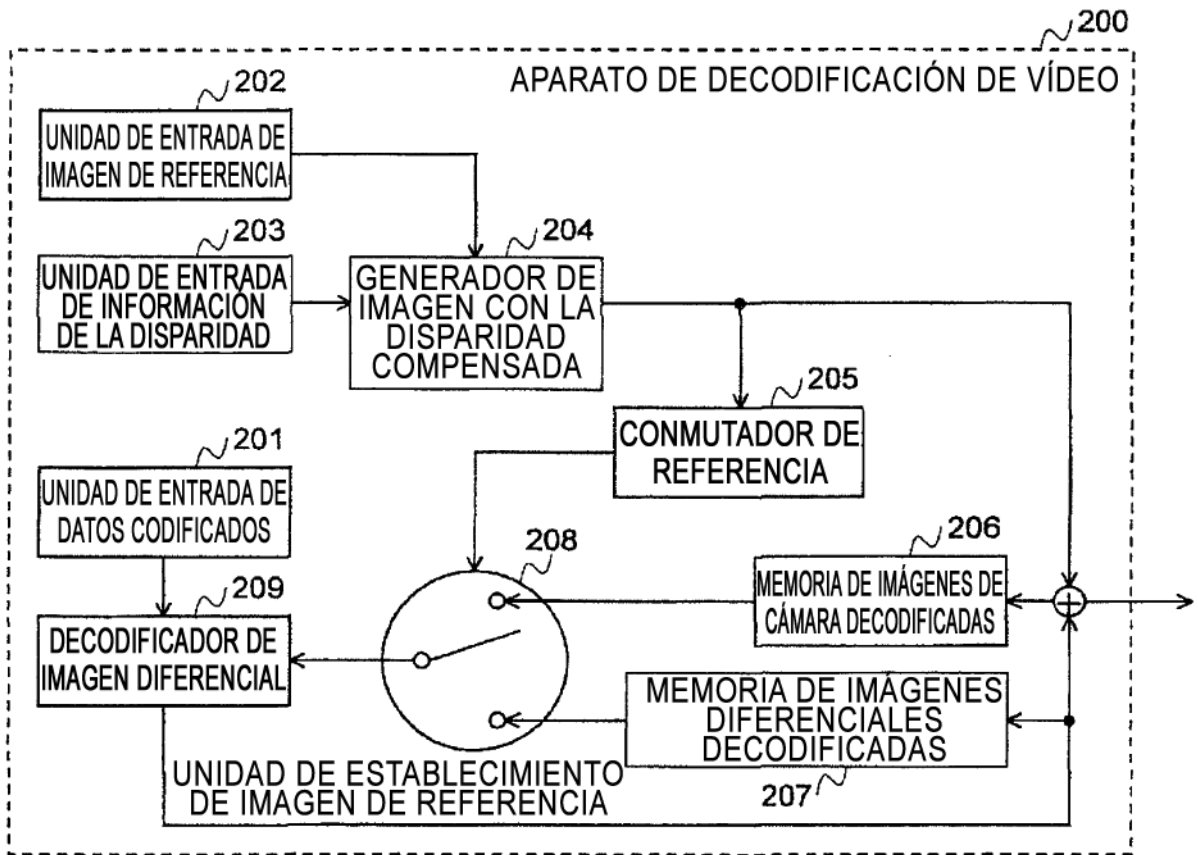 200
APARATO DE DECODIFICACIÓN DE VÍDEO
202
UNIDAD DE ENTRADA DE
IMAGEN DE REFERENCIA
203
UNIDAD DE ENTRADA
DE INFORMACIÓN
DE LA DISPARIDAD
204
GENERADOR DE
IMAGEN CON LA
DISPARIDAD
COMPENSADA
205
CONMUTADOR DE
REFERENCIA
201
UNIDAD DE ENTRADA DE
DATOS CODIFICADOS
208
206
MEMORIA DE IMÁGENES DE
CÁMARA DECODIFICADAS
209
DECODIFICADOR DE
IMAGEN DIFERENCIAL
MEMORIA DE IMÁGENES
DIFERENCIALES
DECODIFICADAS
207
UNIDAD DE ESTABLECIMIENTO
DE IMAGEN DE REFERENCIA